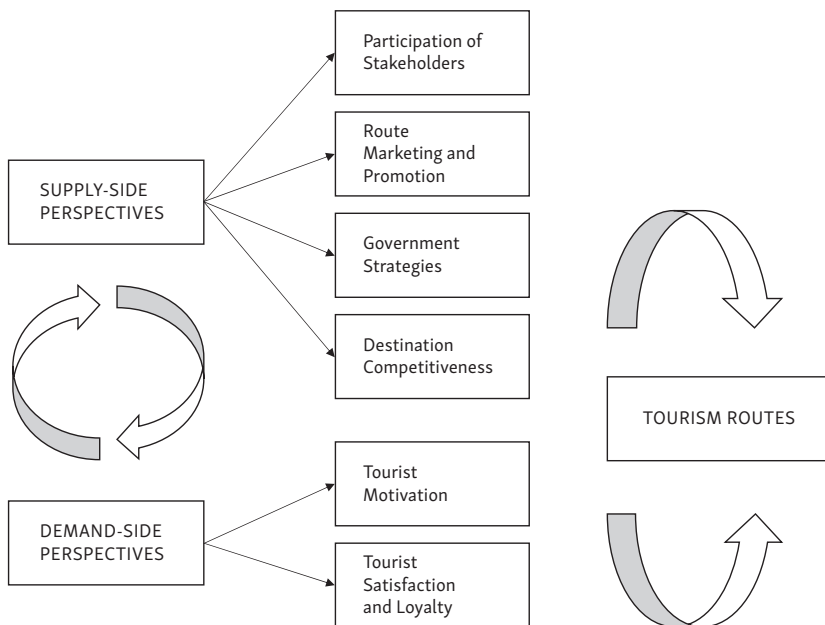 SUPPLY-SIDE
PERSPECTIVES
Participation of
Stakeholders
Route
Marketing and
Promotion
Government
Strategies
Destination
Competitiveness
DEMAND-SIDE
PERSPECTIVES
Tourist
Motivation
Tourist
Satisfaction
and Loyalty
TOURISM ROUTES